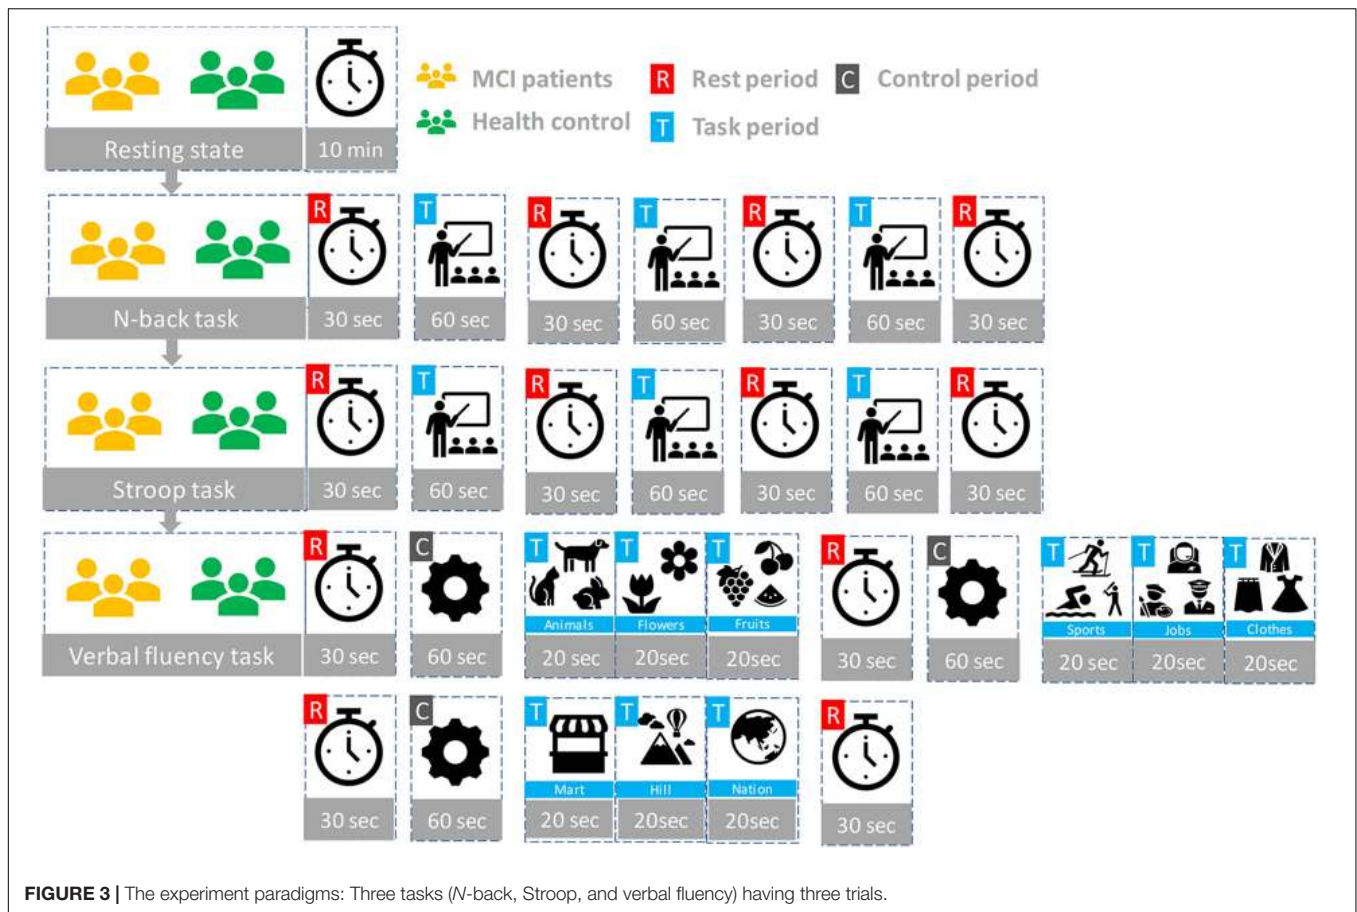 MCI patients
R Rest period
C Control period
Health control
T Task period
Resting state
10 min
R T R T R T R
N-back task
30 sec 60 sec 30 sec 60 sec 30 sec 60 sec 30 sec
R T R T R T R
Stroop task
30 sec 60 sec 30 sec 60 sec 30 sec 60 sec 30 sec
R C T T T R C T T T
Animals Flowers Fruits Sports Jobs Clothes
Verbal fluency task
30 sec 60 sec 20 sec 20sec 20sec 30 sec 60 sec 20 sec 20sec 20sec
R C T T T R
Mart Hill Nation
30 sec 60 sec 20 sec 20sec 20sec 30 sec
FIGURE 3 | The experiment paradigms: Three tasks (N-back, Stroop, and verbal fluency) having three trials.